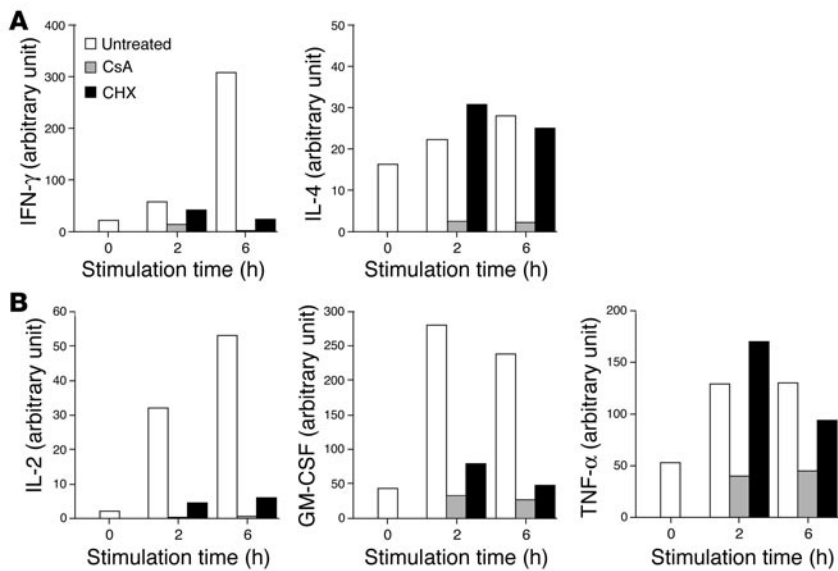 A
IFN-γ (arbitrary unit)
400
300
200
100
0
Untreated
CsA
CHX
0 2 6
Stimulation time (h)
IL-4 (arbitrary unit)
50
40
30
20
10
0
0 2 6
Stimulation time (h)
B
IL-2 (arbitrary unit)
60
50
40
30
20
10
0
0 2 6
Stimulation time (h)
GM-CSF (arbitrary unit)
300
250
200
150
100
50
0
0 2 6
Stimulation time (h)
TNF-α (arbitrary unit)
200
150
100
50
0
0 2 6
Stimulation time (h)